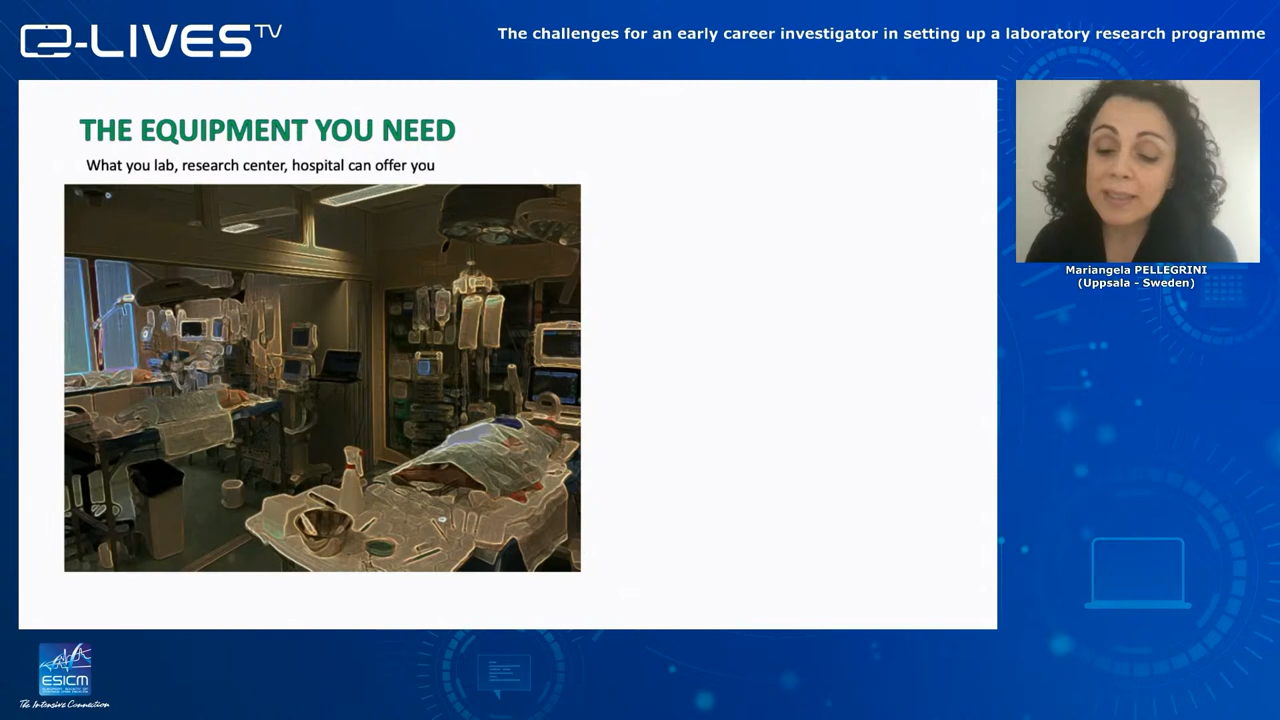 e-LIVES TV
The challenges for an early career investigator in setting up a laboratory research programme
THE EQUIPMENT YOU NEED
What you lab, research center, hospital can offer you
Mariangela PELLEGRINI
(Uppsala - Sweden)
ESICM
The Intensive Connection